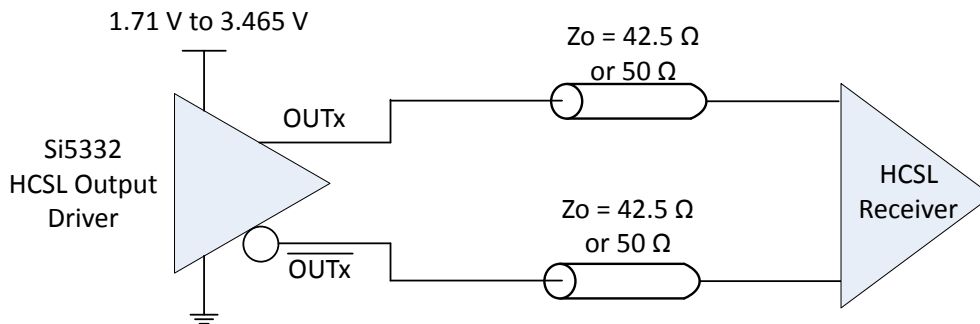 1.71 V to 3.465 V
Zo = 42.5 Ω
or 50 Ω
OUTx
Si5332
HCSL Output
Driver
HCSL
Receiver
Zo = 42.5 Ω
or 50 Ω
OUTx